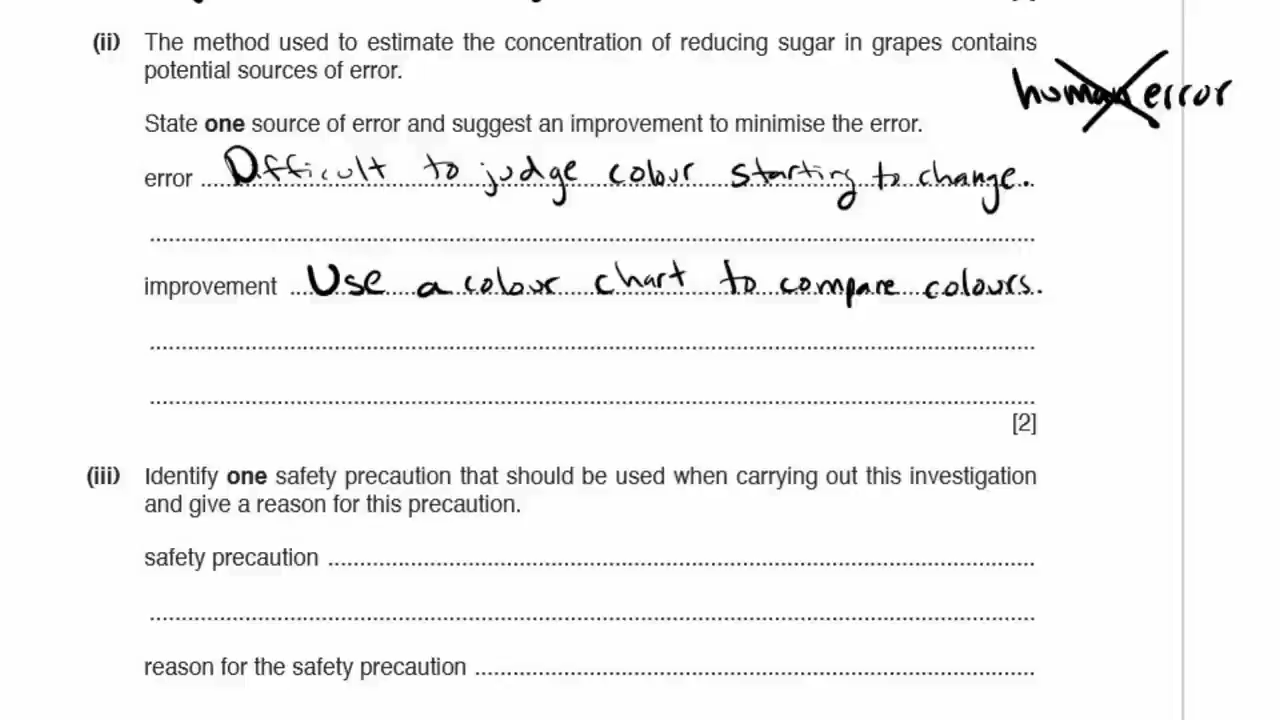 (ii) The method used to estimate the concentration of reducing sugar in grapes contains
potential sources of error.
human error
State one source of error and suggest an improvement to minimise the error.
error Difficult to judge colour starting to change.
improvement Use a colour chart to compare colours.
[2]
(iii) Identify one safety precaution that should be used when carrying out this investigation
and give a reason for this precaution.
safety precaution
reason for the safety precaution